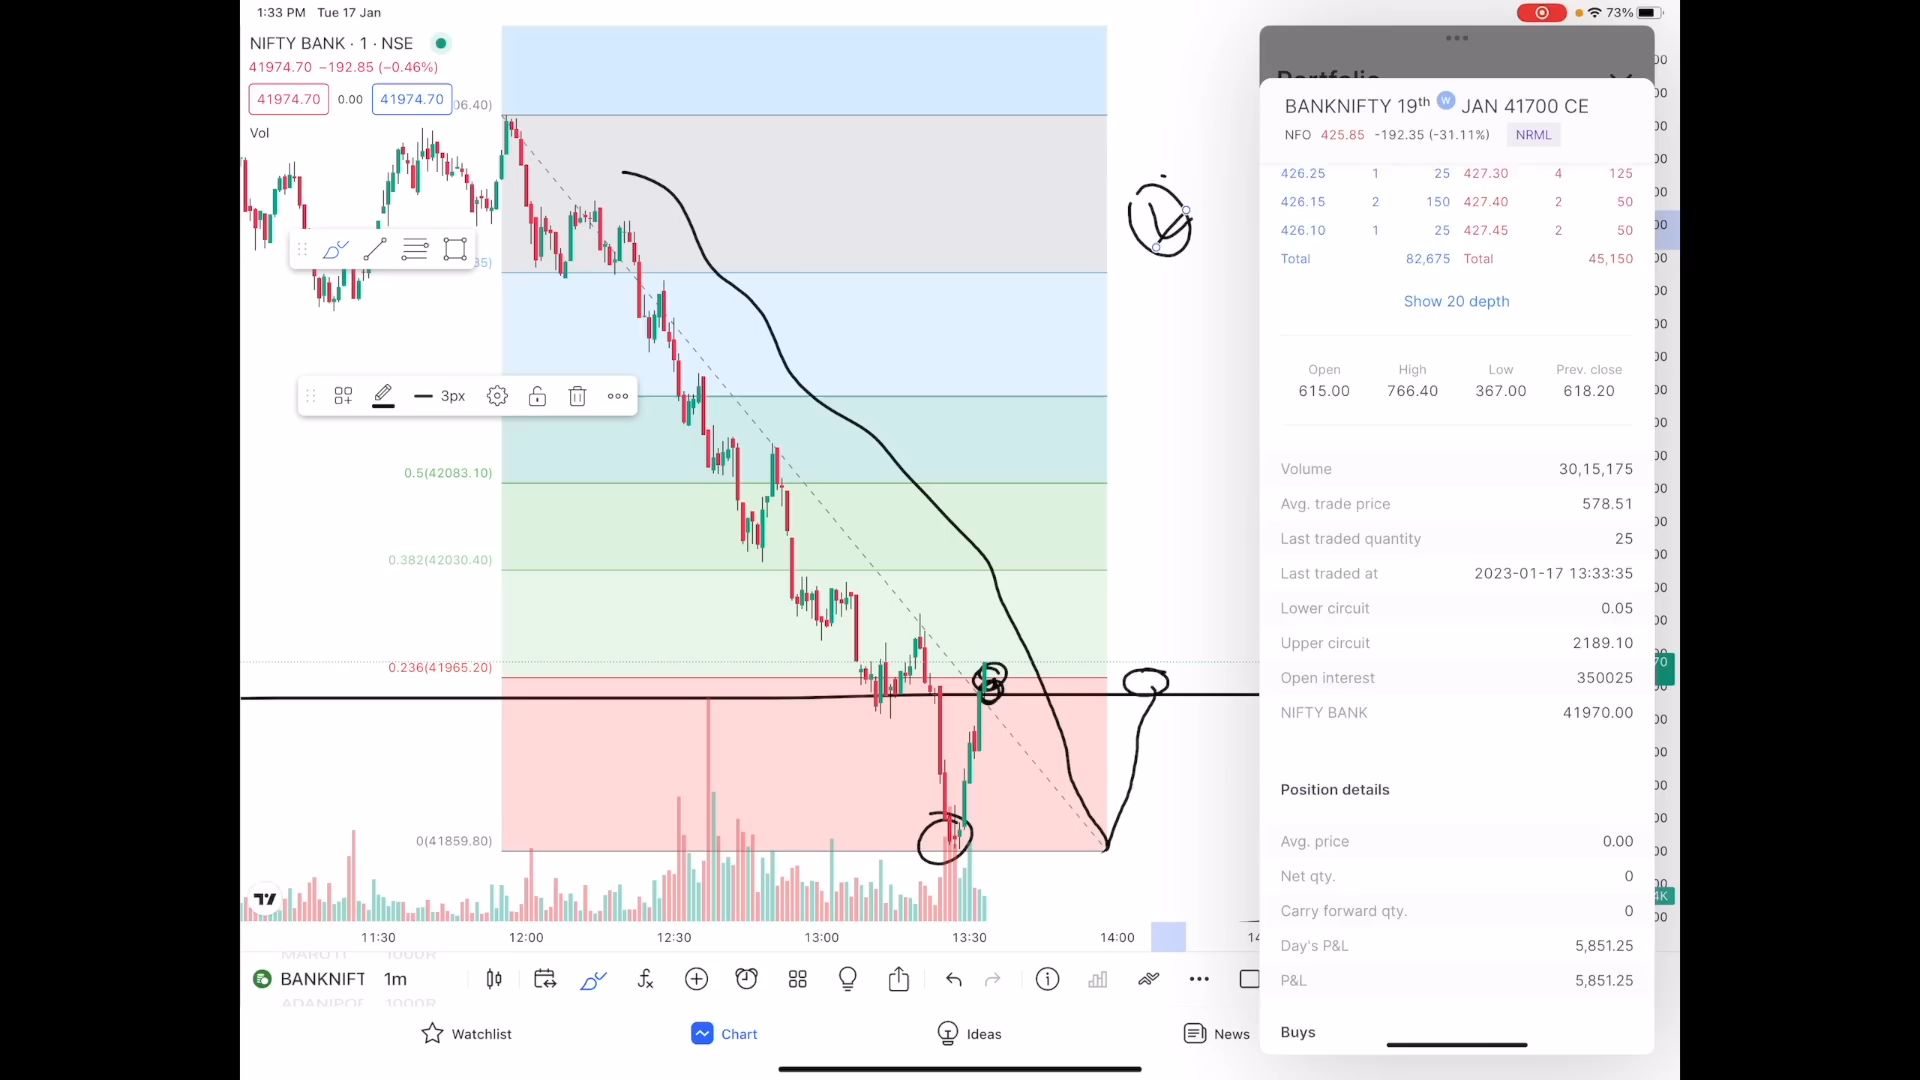 1:33 PM Tue 17 Jan
73%
NIFTY BANK · 1 · NSE
41974.70 −192.85 (−0.46%)
41974.70 0.00 41974.70
06.40)
Vol
35)
0.5(42083.10)
0.382(42030.40)
0.236(41965.20)
0(41859.80)
11:30 12:00 12:30 13:00 13:30 14:00
3px
BANKNIFT 1m
Watchlist Chart Ideas News
Portfolio
BANKNIFTY 19th W JAN 41700 CE
NFO 425.85 -192.35 (-31.11%) NRML
426.25 1 25 427.30 4 125
426.15 2 150 427.40 2 50
426.10 1 25 427.45 2 50
Total 82,675 Total 45,150
Show 20 depth
Open High Low Prev. close
615.00 766.40 367.00 618.20
Volume 30,15,175
Avg. trade price 578.51
Last traded quantity 25
Last traded at 2023-01-17 13:33:35
Lower circuit 0.05
Upper circuit 2189.10
Open interest 350025
NIFTY BANK 41970.00
Position details
Avg. price 0.00
Net qty. 0
Carry forward qty. 0
Day's P&L 5,851.25
P&L 5,851.25
Buys